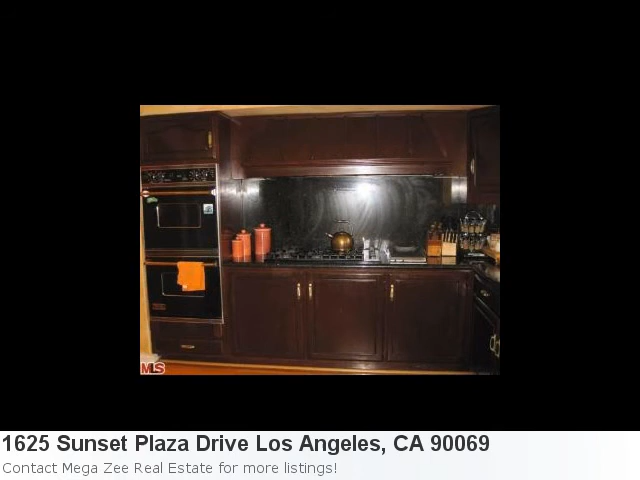 MLS
1625 Sunset Plaza Drive Los Angeles, CA 90069
Contact Mega Zee Real Estate for more listings!